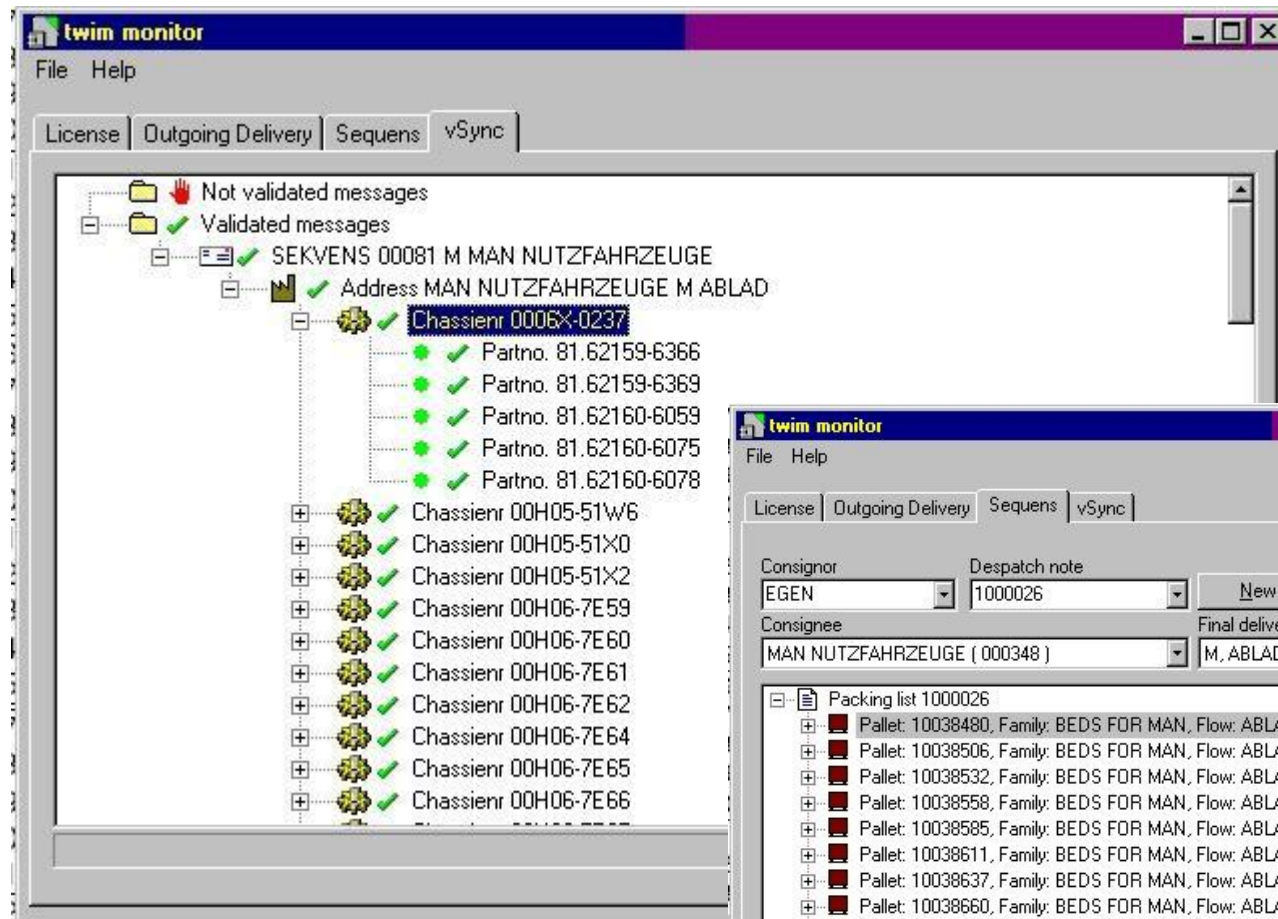 twim monitor
File Help
License Outgoing Delivery Sequens vSync
Not validated messages
Validated messages
SEKVENS 00081 M MAN NUTZFAHRZEUGE
Address MAN NUTZFAHRZEUGE M ABLAD
Chassienr 0006X-0237
Partno. 81.62159-6366
Partno. 81.62159-6369
Partno. 81.62160-6059
Partno. 81.62160-6075
Partno. 81.62160-6078
Chassienr 00H05-51W6
Chassienr 00H05-51X0
Chassienr 00H05-51X2
Chassienr 00H06-7E59
Chassienr 00H06-7E60
Chassienr 00H06-7E61
Chassienr 00H06-7E62
Chassienr 00H06-7E64
Chassienr 00H06-7E65
Chassienr 00H06-7E66
twim monitor
File Help
License Outgoing Delivery Sequens vSync
Consignor Despatch note
EGEN 1000026 New
Consignee Final delive
MAN NUTZFAHRZEUGE ( 000348 ) M, ABLAD
Packing list 1000026
Pallet: 10038480, Family: BEDS FOR MAN, Flow: ABLA
Pallet: 10038506, Family: BEDS FOR MAN, Flow: ABLA
Pallet: 10038532, Family: BEDS FOR MAN, Flow: ABLA
Pallet: 10038558, Family: BEDS FOR MAN, Flow: ABLA
Pallet: 10038585, Family: BEDS FOR MAN, Flow: ABLA
Pallet: 10038611, Family: BEDS FOR MAN, Flow: ABLA
Pallet: 10038637, Family: BEDS FOR MAN, Flow: ABLA
Pallet: 10038660, Family: BEDS FOR MAN, Flow: ABLA